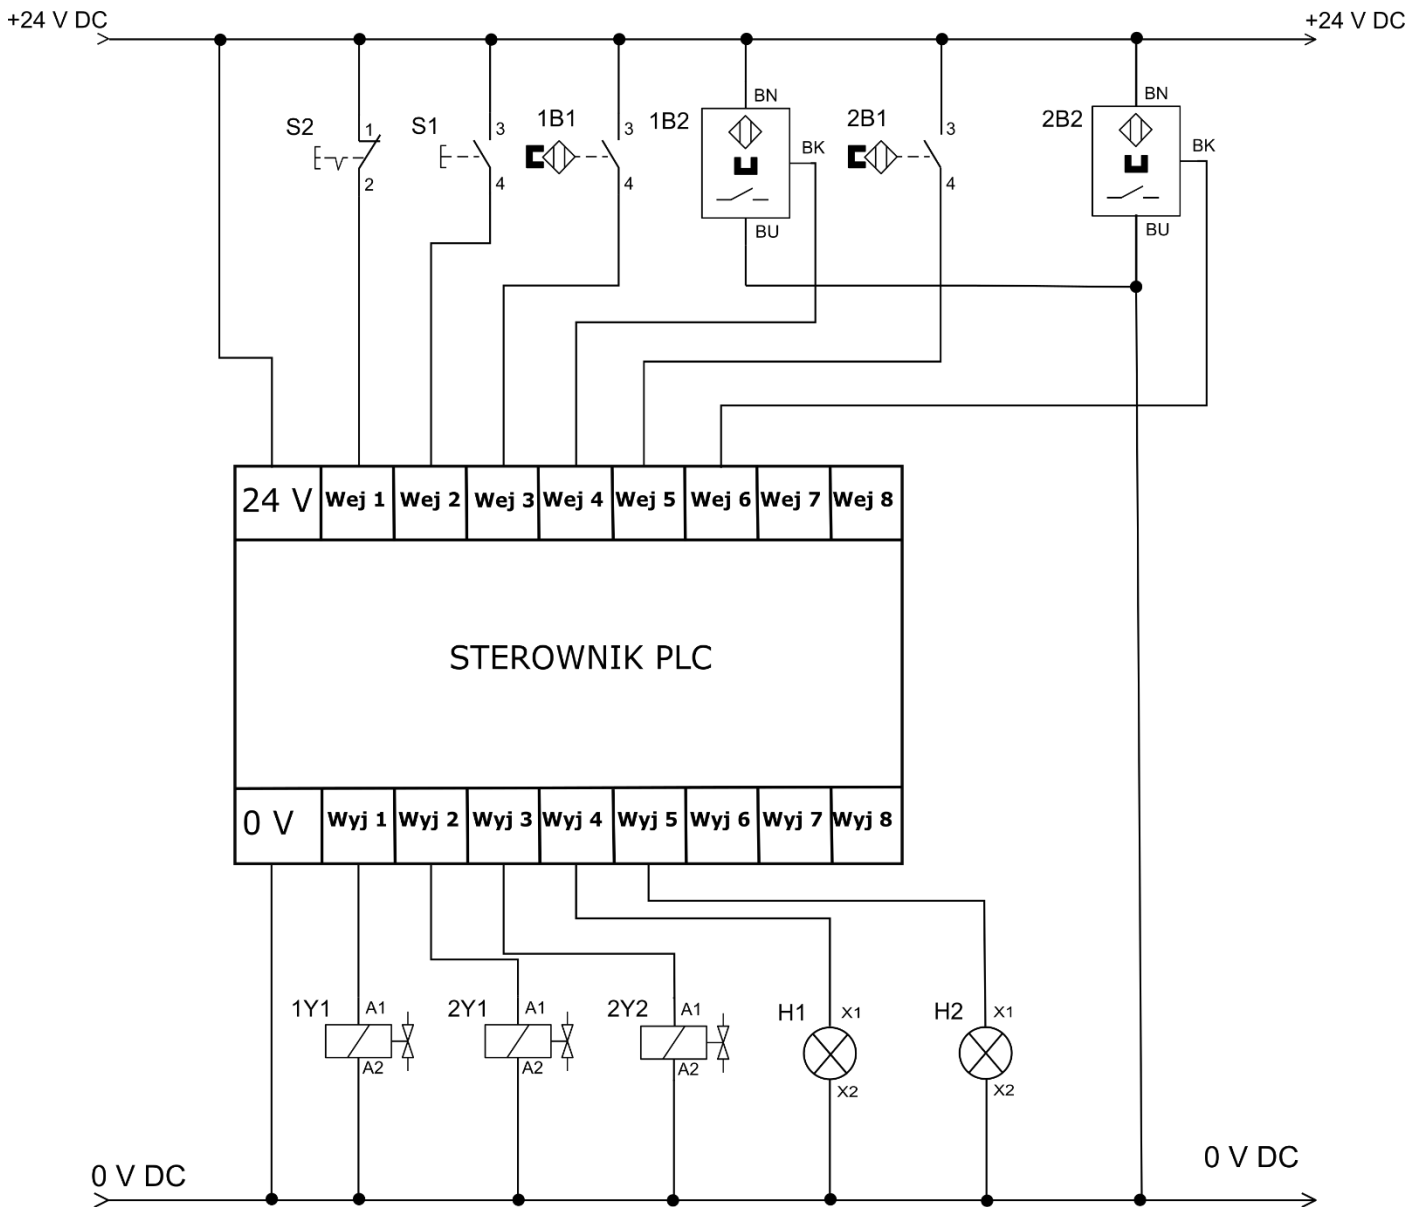 +24 V DC
+24 V DC
S2
1
2
S1
3
4
1B1
3
4
1B2
BN
BK
BU
2B1
3
4
2B2
BN
BK
BU
24 V Wej 1 Wej 2 Wej 3 Wej 4 Wej 5 Wej 6 Wej 7 Wej 8
STEROWNIK PLC
0 V Wyj 1 Wyj 2 Wyj 3 Wyj 4 Wyj 5 Wyj 6 Wyj 7 Wyj 8
1Y1
A1
A2
2Y1
A1
A2
2Y2
A1
A2
H1
X1
X2
H2
X1
X2
0 V DC
0 V DC